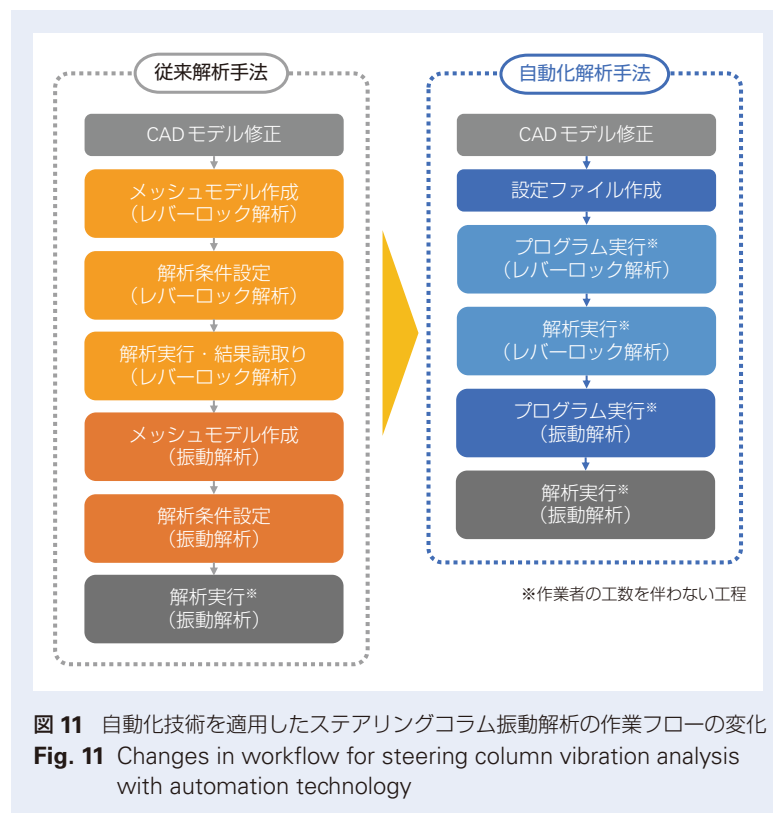 従来解析手法
CADモデル修正
メッシュモデル作成
（レバーロック解析）
解析条件設定
（レバーロック解析）
解析実行・結果読取り
（レバーロック解析）
メッシュモデル作成
（振動解析）
解析条件設定
（振動解析）
解析実行※
（振動解析）
自動化解析手法
CADモデル修正
設定ファイル作成
プログラム実行※
（レバーロック解析）
解析実行※
（レバーロック解析）
プログラム実行※
（振動解析）
解析実行※
（振動解析）
※作業者の工数を伴わない工程
図 11 自動化技術を適用したステアリングコラム振動解析の作業フローの変化
Fig. 11 Changes in workflow for steering column vibration analysis
with automation technology